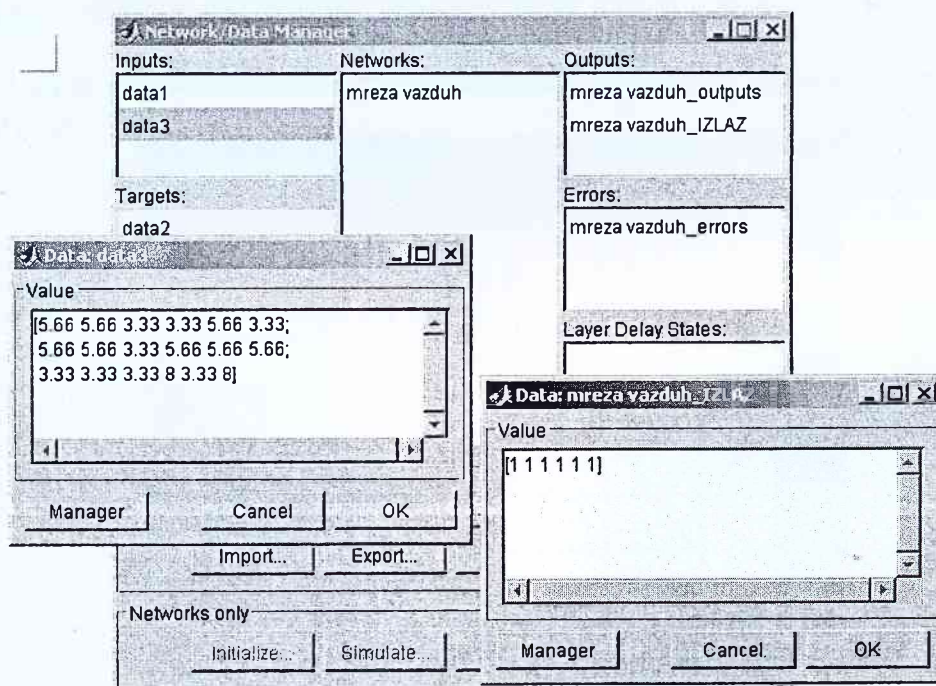 Network/Data Manager
Inputs:
data1
data3
Networks:
mreza vazduh
Outputs:
mreza vazduh_outputs
mreza vazduh_IZLAZ
Targets:
data2
Errors:
mreza vazduh_errors
Layer Delay States:
Data: data3
Value
[5.66 5.66 3.33 3.33 5.66 3.33;
5.66 5.66 3.33 5.66 5.66 5.66;
3.33 3.33 3.33 8 3.33 8]
Manager
Cancel
OK
Data: mreza vazduh_IZLAZ
Value
[1 1 1 1 1 1]
Manager
Cancel
OK
Import...
Export...
Networks only
Initialize...
Simulate...